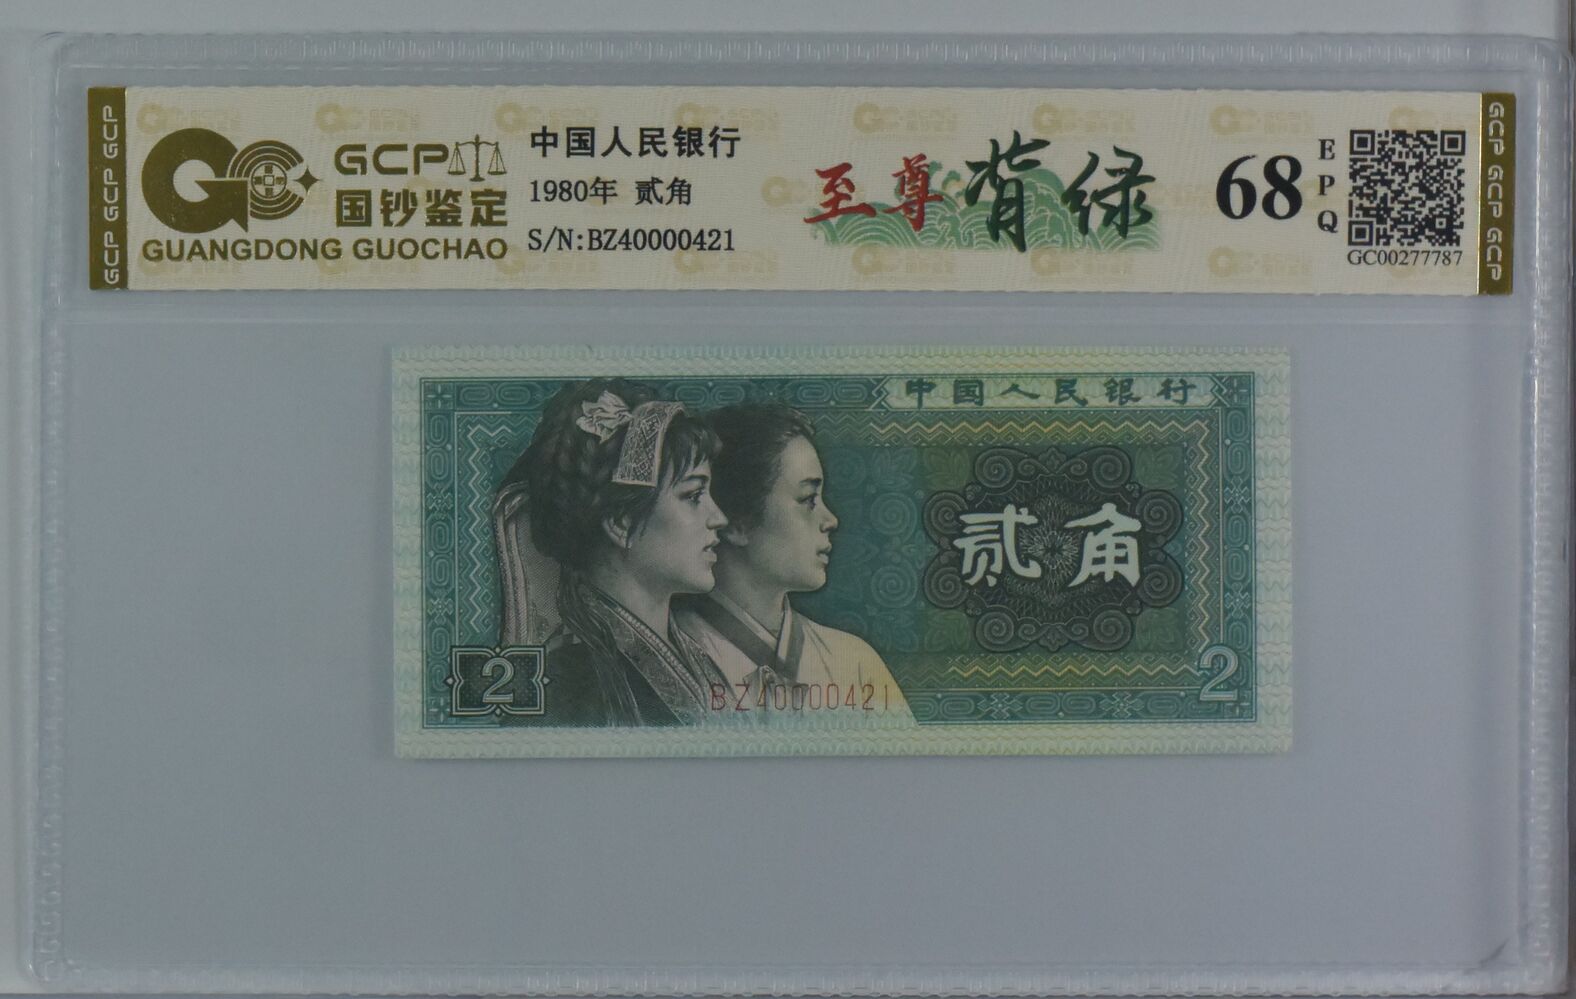 GCP GCP GCP
GCP
国钞鉴定
GUANGDONG GUOCHAO
中国人民银行
1980年 贰角
S/N:BZ40000421
至尊背绿
68
EPQ
GC00277787
GCP GCP GCP
中国人民银行
贰角
2
BZ40000421
2